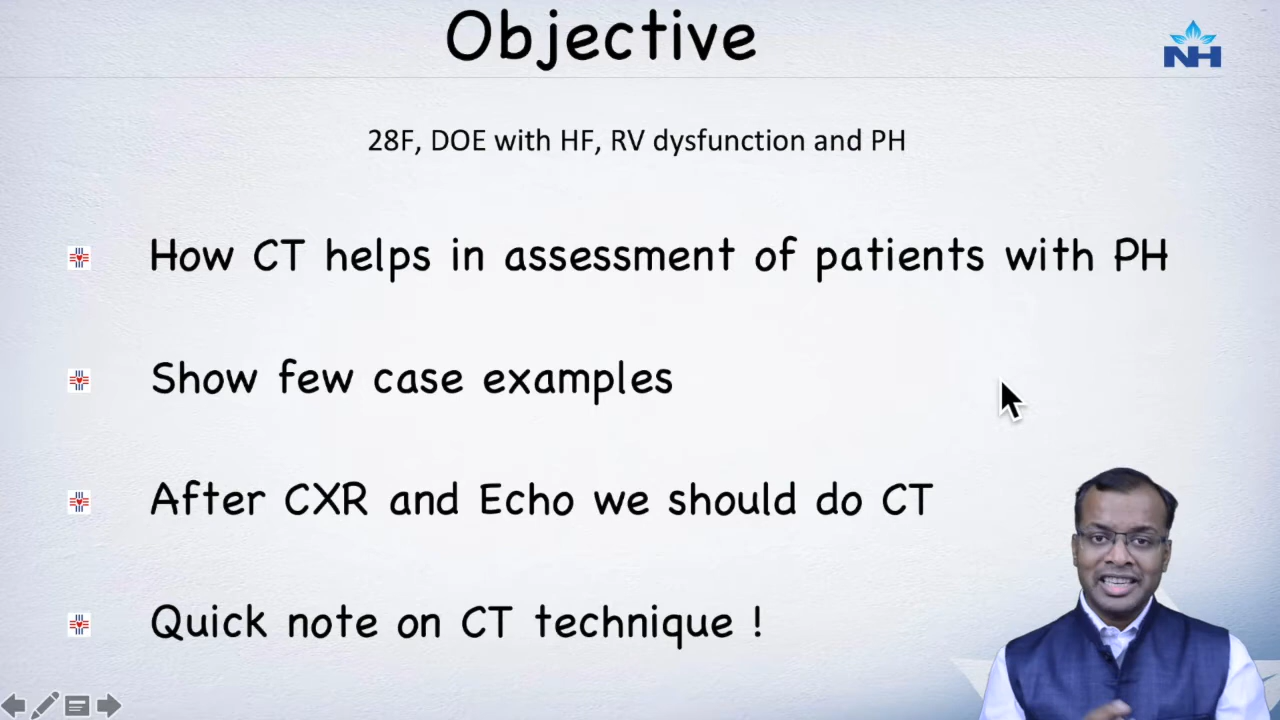 Objective
NH
28F, DOE with HF, RV dysfunction and PH
How CT helps in assessment of patients with PH
Show few case examples
After CXR and Echo we should do CT
Quick note on CT technique !